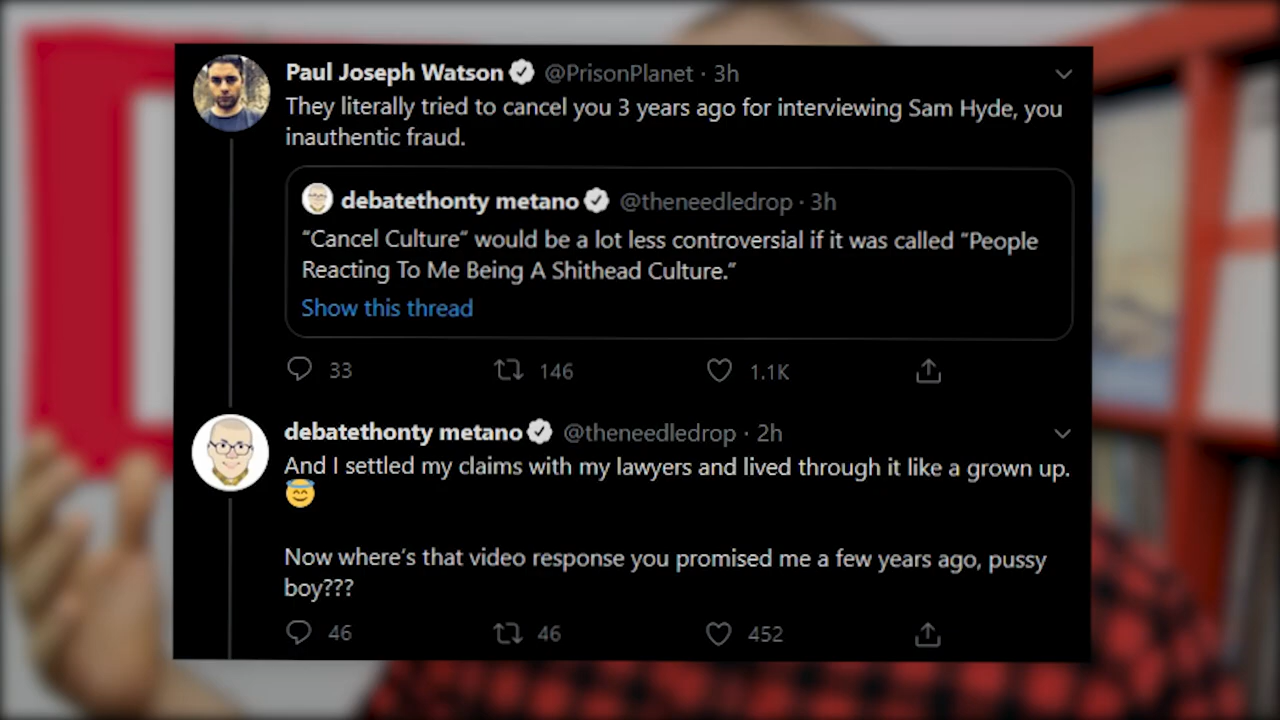 Paul Joseph Watson @PrisonPlanet · 3h
They literally tried to cancel you 3 years ago for interviewing Sam Hyde, you
inauthentic fraud.
debatethonty metano @theneedledrop · 3h
“Cancel Culture“ would be a lot less controversial if it was called “People
Reacting To Me Being A Shithead Culture.”
Show this thread
33 146 1.1K
debatethonty metano @theneedledrop · 2h
And I settled my claims with my lawyers and lived through it like a grown up.
😇
Now where's that video response you promised me a few years ago, pussy
boy???
46 46 452